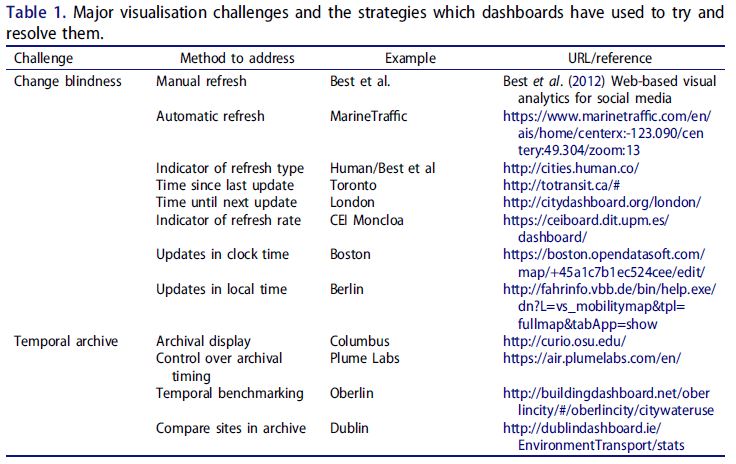 Table 1. Major visualisation challenges and the strategies which dashboards have used to try and
resolve them.
Challenge Method to address Example URL/reference
Change blindness Manual refresh Best et al. Best et al. (2012) Web-based visual
analytics for social media
Automatic refresh MarineTraffic https://www.marinetraffic.com/en/
ais/home/centerx:-123.090/cen
tery:49.304/zoom:13
Indicator of refresh type Human/Best et al http://cities.human.co/
Time since last update Toronto http://totransit.ca/#
Time until next update London http://citydashboard.org/london/
Indicator of refresh rate CEI Moncloa https://ceiboard.dit.upm.es/
dashboard/
Updates in clock time Boston https://boston.opendatasoft.com/
map/+45a1c7b1ec524cee/edit/
Updates in local time Berlin http://fahrinfo.vbb.de/bin/help.exe/
dn?L=vs_mobilitymap&tpl=
fullmap&tabApp=show
Temporal archive Archival display Columbus http://curio.osu.edu/
Control over archival Plume Labs https://air.plumelabs.com/en/
timing
Temporal benchmarking Oberlin http://buildingdashboard.net/ober
lincity/#/oberlincity/citywateruse
Compare sites in archive Dublin http://dublindashboard.ie/
EnvironmentTransport/stats